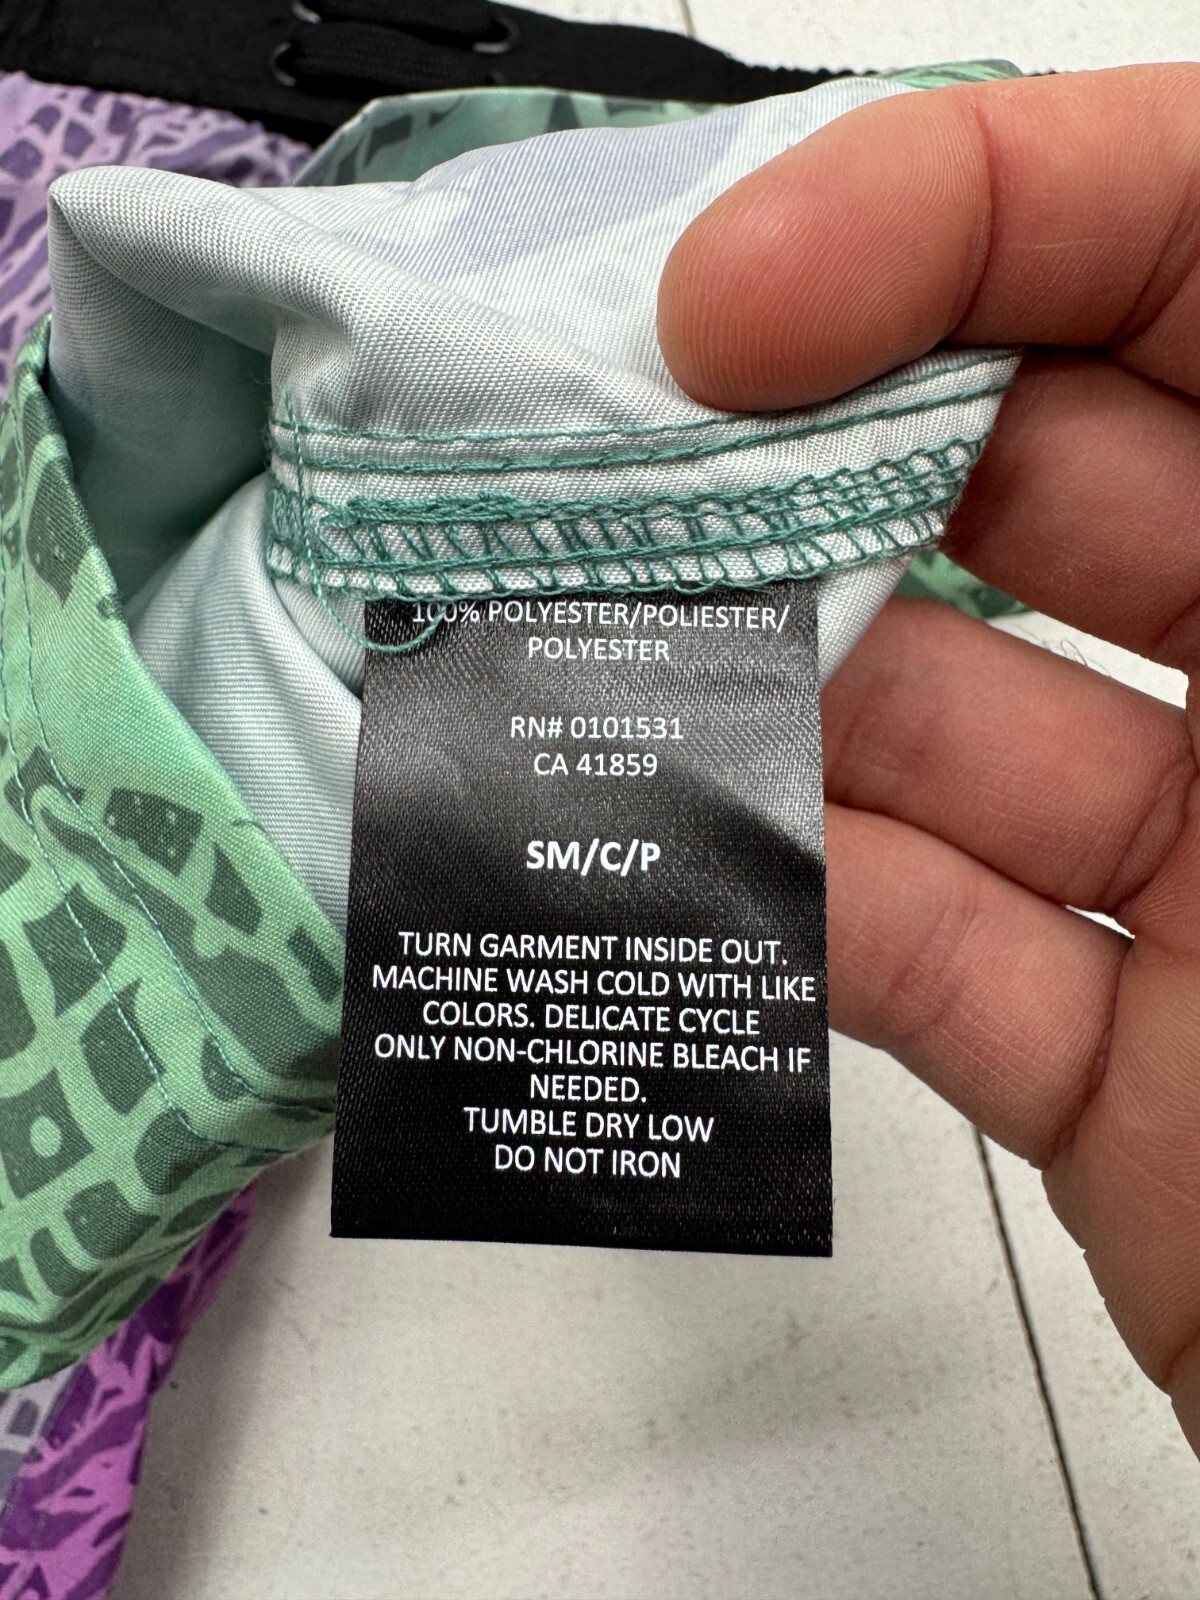 100% POLYESTER/POLIESTER/
POLYESTER
RN# 0101531
CA 41859
SM/C/P
TURN GARMENT INSIDE OUT.
MACHINE WASH COLD WITH LIKE
COLORS. DELICATE CYCLE
ONLY NON-CHLORINE BLEACH IF
NEEDED.
TUMBLE DRY LOW
DO NOT IRON